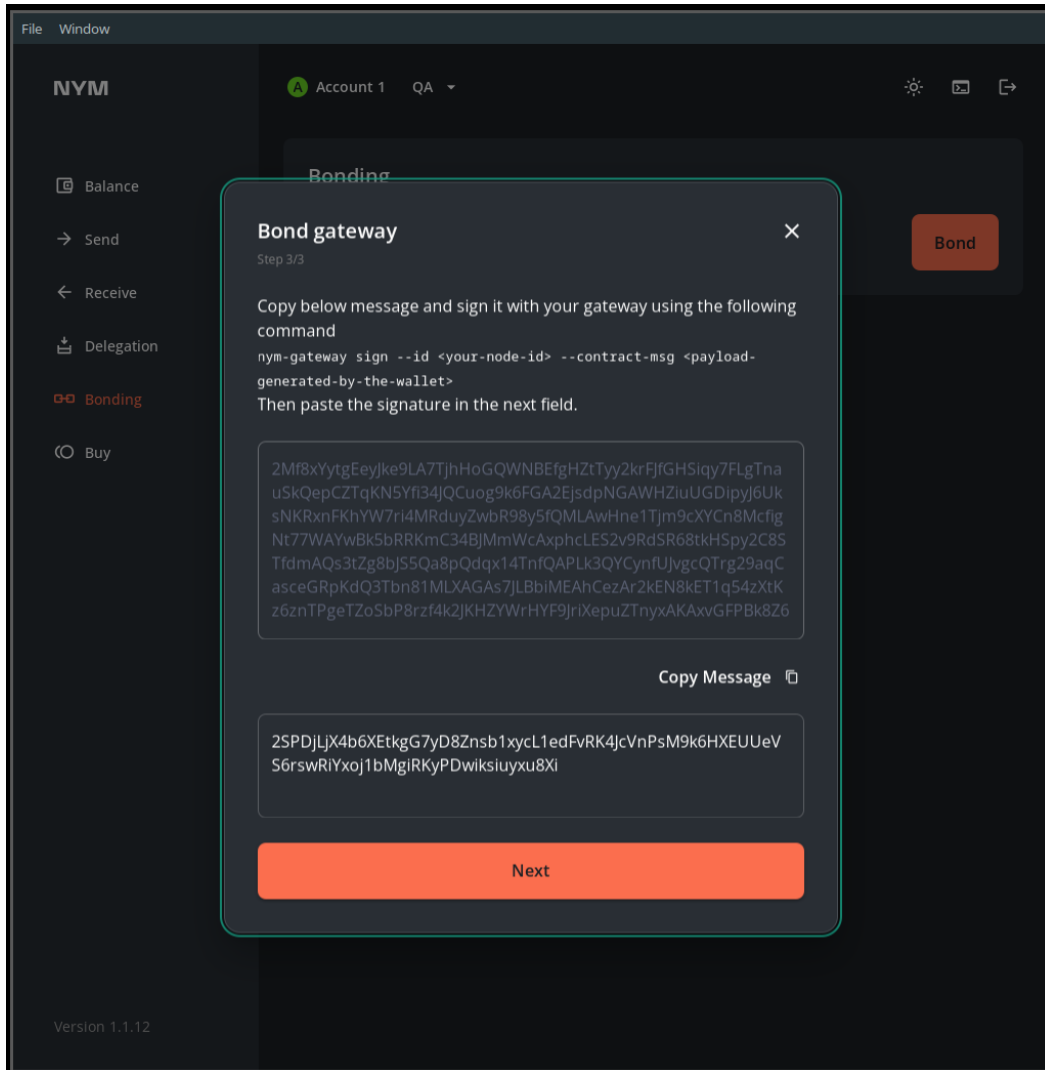 File Window
NYM
A Account 1 QA
Balance
Send
Receive
Delegation
Bonding
Buy
Version 1.1.12
Bonding
Bond
Bond gateway
Step 3/3
Copy below message and sign it with your gateway using the following
command
nym-gateway sign --id <your-node-id> --contract-msg <payload-
generated-by-the-wallet>
Then paste the signature in the next field.
2Mf8xYytgEeyJke9LA7TjhHoGQWNBEfgHZtTyy2krFJfGHSiqy7FLgTna
uSkQepCZTqKN5Yfi34JQCuog9k6FGA2EjsdpNGAWHZiuUGDipyJ6Uk
sNKRxnFKhYW7ri4MRduyZwbR98y5fQMLAwHne1Tjm9cXYCn8Mcfig
Nt77WAYwBk5bRRKmC34BJMmWcAxphcLES2v9RdSR68tkHSpy2C8S
TfdmAQs3tZg8bJS5Qa8pQdqx14TnfQAPLk3QYCynfUJvgcQTrg29aqC
asceGRpKdQ3Tbn81MLXAGAs7JLBbiMEAhCezAr2kEN8kET1q54zXtK
z6znTPgeTZoSbP8rzf4k2JKHZYWrHYF9JriXepuZTnyxAKAxvGFPBk8Z6
Copy Message
2SPDjLjX4b6XEtkgG7yD8Znsb1xycL1edFvRK4JcVnPsM9k6HXEUUeV
S6rswRiYxoj1bMgiRKyPDwiksiuyxu8Xi
Next